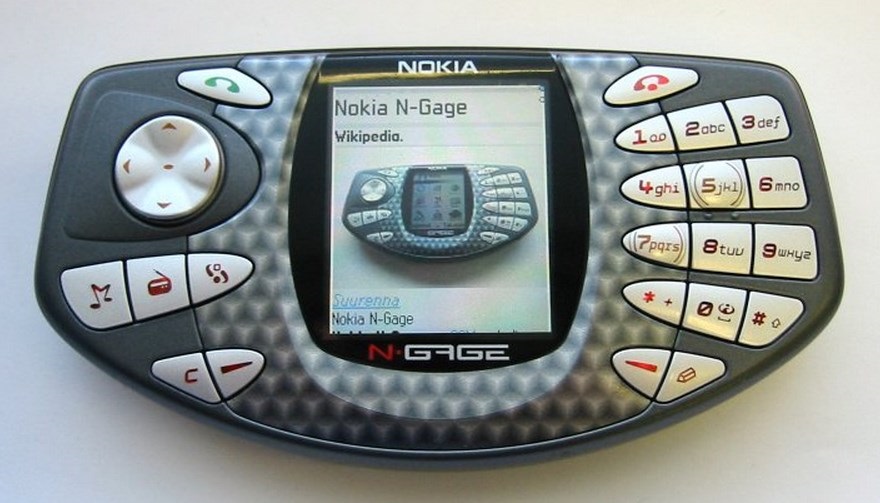 NOKIA
Nokia N-Gage
Wikipedia.
Suurenna
Nokia N-Gage
N·GAGE
1
2abc
3def
4ghi
5jkl
6mno
7pqrs
8tuv
9wxyz
* +
0
#
C